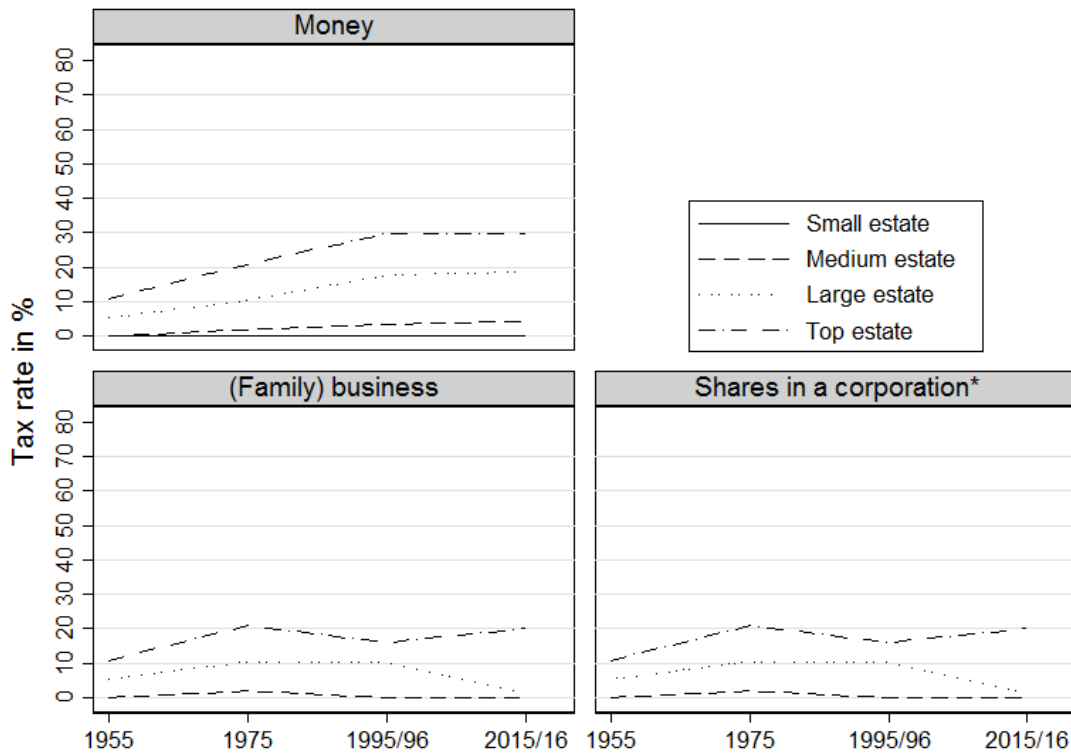 Money
80
70
60
50
40
30
20
10
0
Small estate
Medium estate
Large estate
Top estate
Tax rate in %
(Family) business
Shares in a corporation*
80
70
60
50
40
30
20
10
0
1955 1975 1995/96 2015/16
1955 1975 1995/96 2015/16